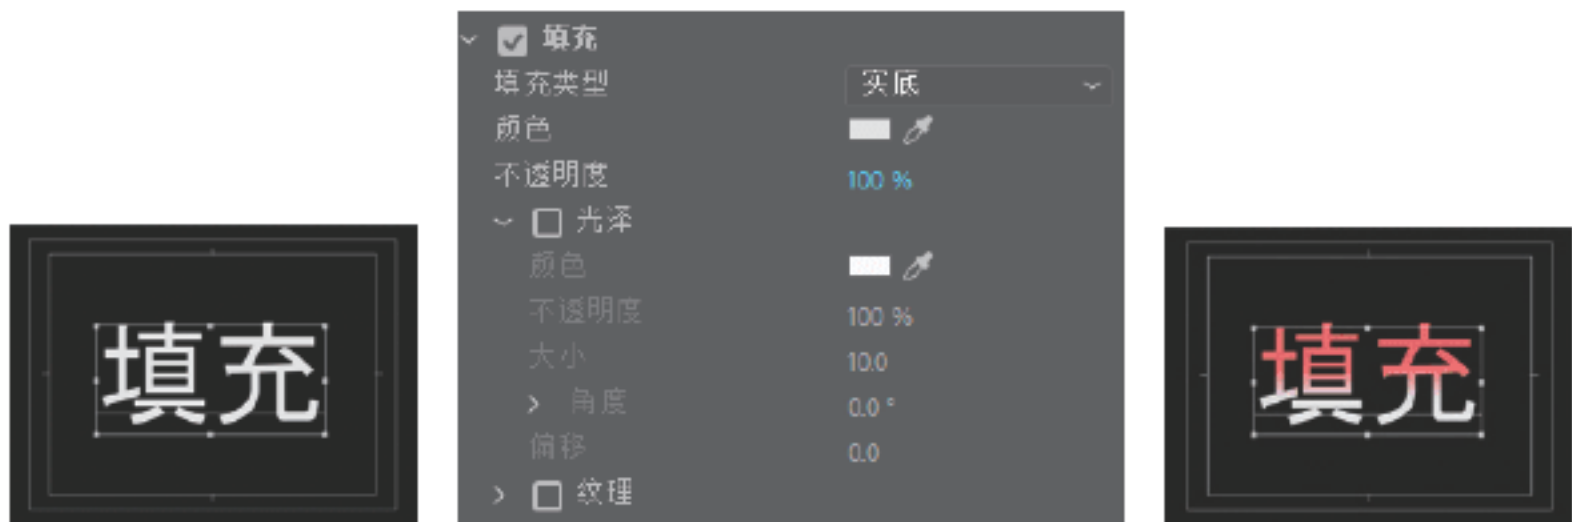 填充
填充
填充类型 实底
颜色
不透明度 100 %
光泽
颜色
不透明度 100 %
大小 10.0
角度 0.0 °
偏移 0.0
纹理
填充